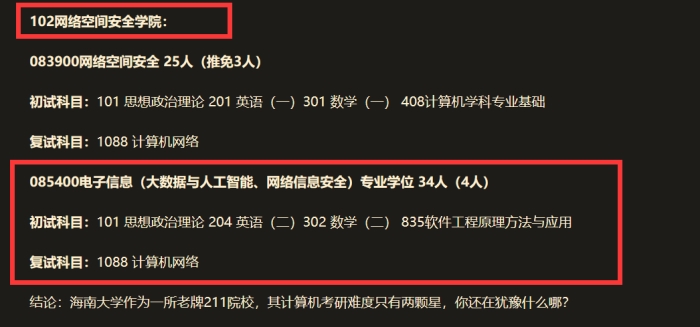 102网络空间安全学院：
083900网络空间安全 25人（推免3人）
初试科目：101 思想政治理论 201 英语（一）301 数学（一） 408计算机学科专业基础
复试科目：1088 计算机网络
085400电子信息（大数据与人工智能、网络信息安全）专业学位 34人（4人）
初试科目：101 思想政治理论 204 英语（二）302 数学（二） 835软件工程原理方法与应用
复试科目：1088 计算机网络
结论：海南大学作为一所老牌211院校，其计算机考研难度只有两颗星，你还在犹豫什么哪？